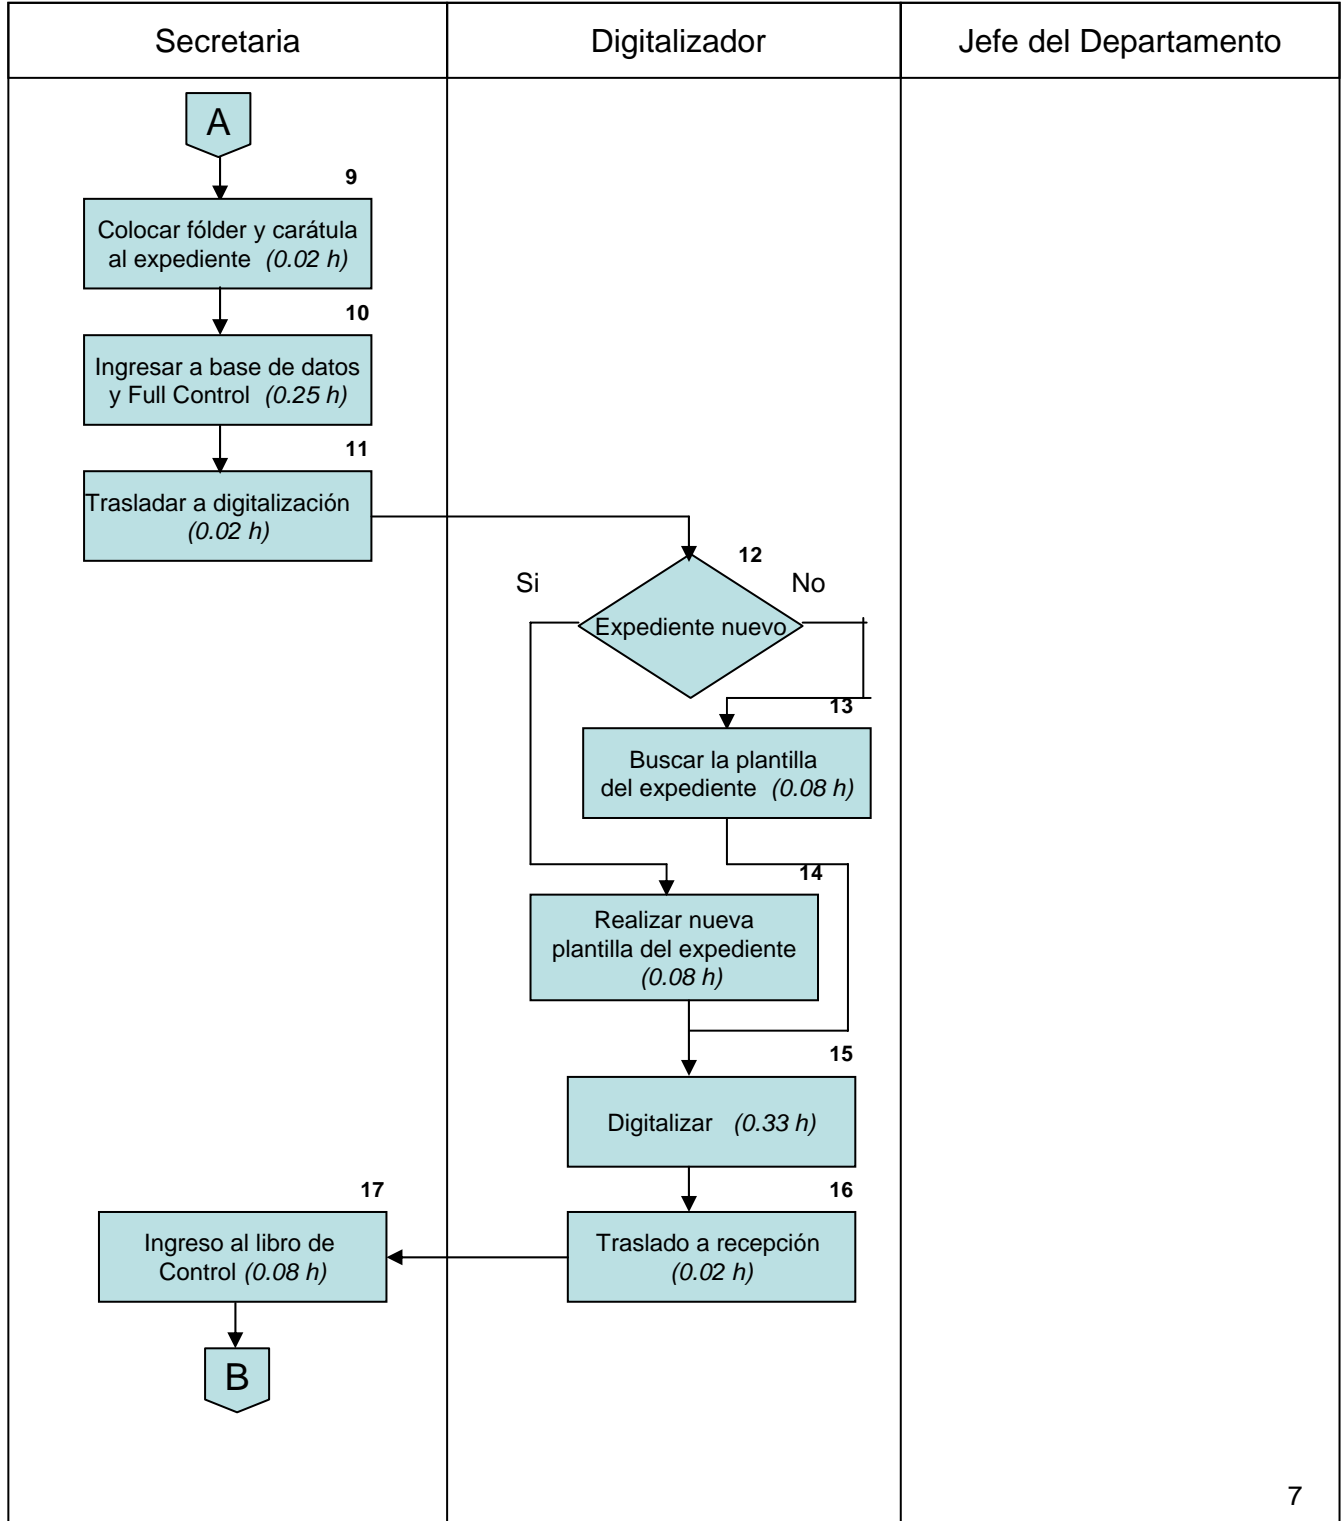 Secretaria
Digitalizador
Jefe del Departamento
A
9
Colocar fólder y carátula
al expediente (0.02 h)
10
Ingresar a base de datos
y Full Control (0.25 h)
11
Trasladar a digitalización
(0.02 h)
12
Si
No
Expediente nuevo
13
Buscar la plantilla
del expediente (0.08 h)
14
Realizar nueva
plantilla del expediente
(0.08 h)
15
Digitalizar (0.33 h)
16
Traslado a recepción
(0.02 h)
17
Ingreso al libro de
Control (0.08 h)
B
7